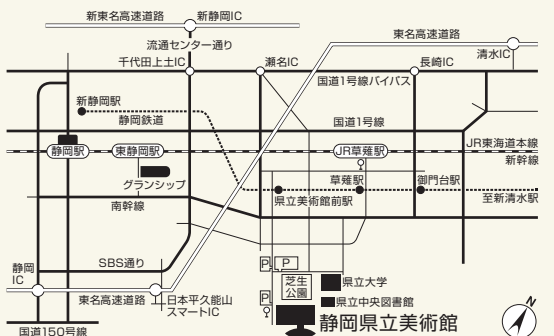 新東名高速道路
新静岡IC
東名高速道路
流通センター通り
清水IC
千代田上土IC
瀬名IC
長崎IC
国道1号線バイパス
新静岡駅
静岡鉄道
国道1号線
JR東海道本線
静岡駅
東静岡駅
JR草薙駅
新幹線
グランシップ
草薙駅
御門台駅
県立美術館前駅
至新清水駅
南幹線
SBS通り
静岡
IC
P
P
芝生
公園
県立大学
東名高速道路
日本平久能山
スマートIC
P
県立中央図書館
静岡県立美術館
国道150号線
N